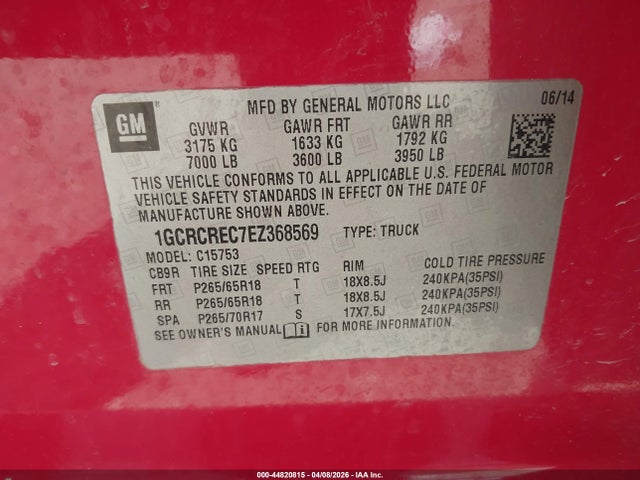 GM
MFD BY GENERAL MOTORS LLC 06/14
GVWR GAWR FRT GAWR RR
3175 KG 1633 KG 1792 KG
7000 LB 3600 LB 3950 LB
THIS VEHICLE CONFORMS TO ALL APPLICABLE U.S. FEDERAL MOTOR
VEHICLE SAFETY STANDARDS IN EFFECT ON THE DATE OF
MANUFACTURE SHOWN ABOVE.
1GCRCREC7EZ368569 TYPE: TRUCK
MODEL: C15753
CB9R TIRE SIZE SPEED RTG RIM COLD TIRE PRESSURE
FRT P265/65R18 T 18X8.5J 240KPA(35PSI)
RR P265/65R18 T 18X8.5J 240KPA(35PSI)
SPA P265/70R17 S 17X7.5J 240KPA(35PSI)
SEE OWNER'S MANUAL i FOR MORE INFORMATION.
000-44820815 - 04/08/2026 - IAA Inc.